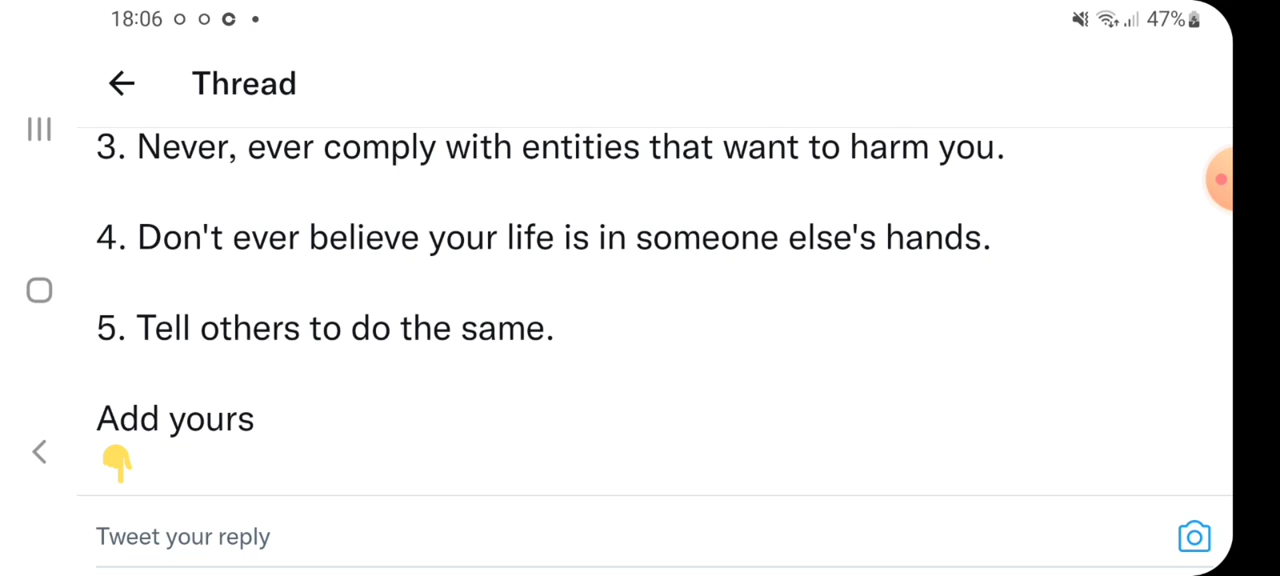 18:06
47%
Thread
3. Never, ever comply with entities that want to harm you.
4. Don't ever believe your life is in someone else's hands.
5. Tell others to do the same.
Add yours
Tweet your reply